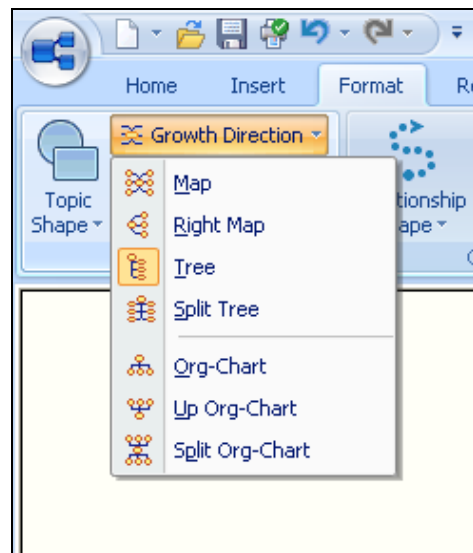 Home Insert Format R
Growth Direction
Topic
Shape
Map
Right Map
Tree
Split Tree
Org-Chart
Up Org-Chart
Split Org-Chart
tionship
ape